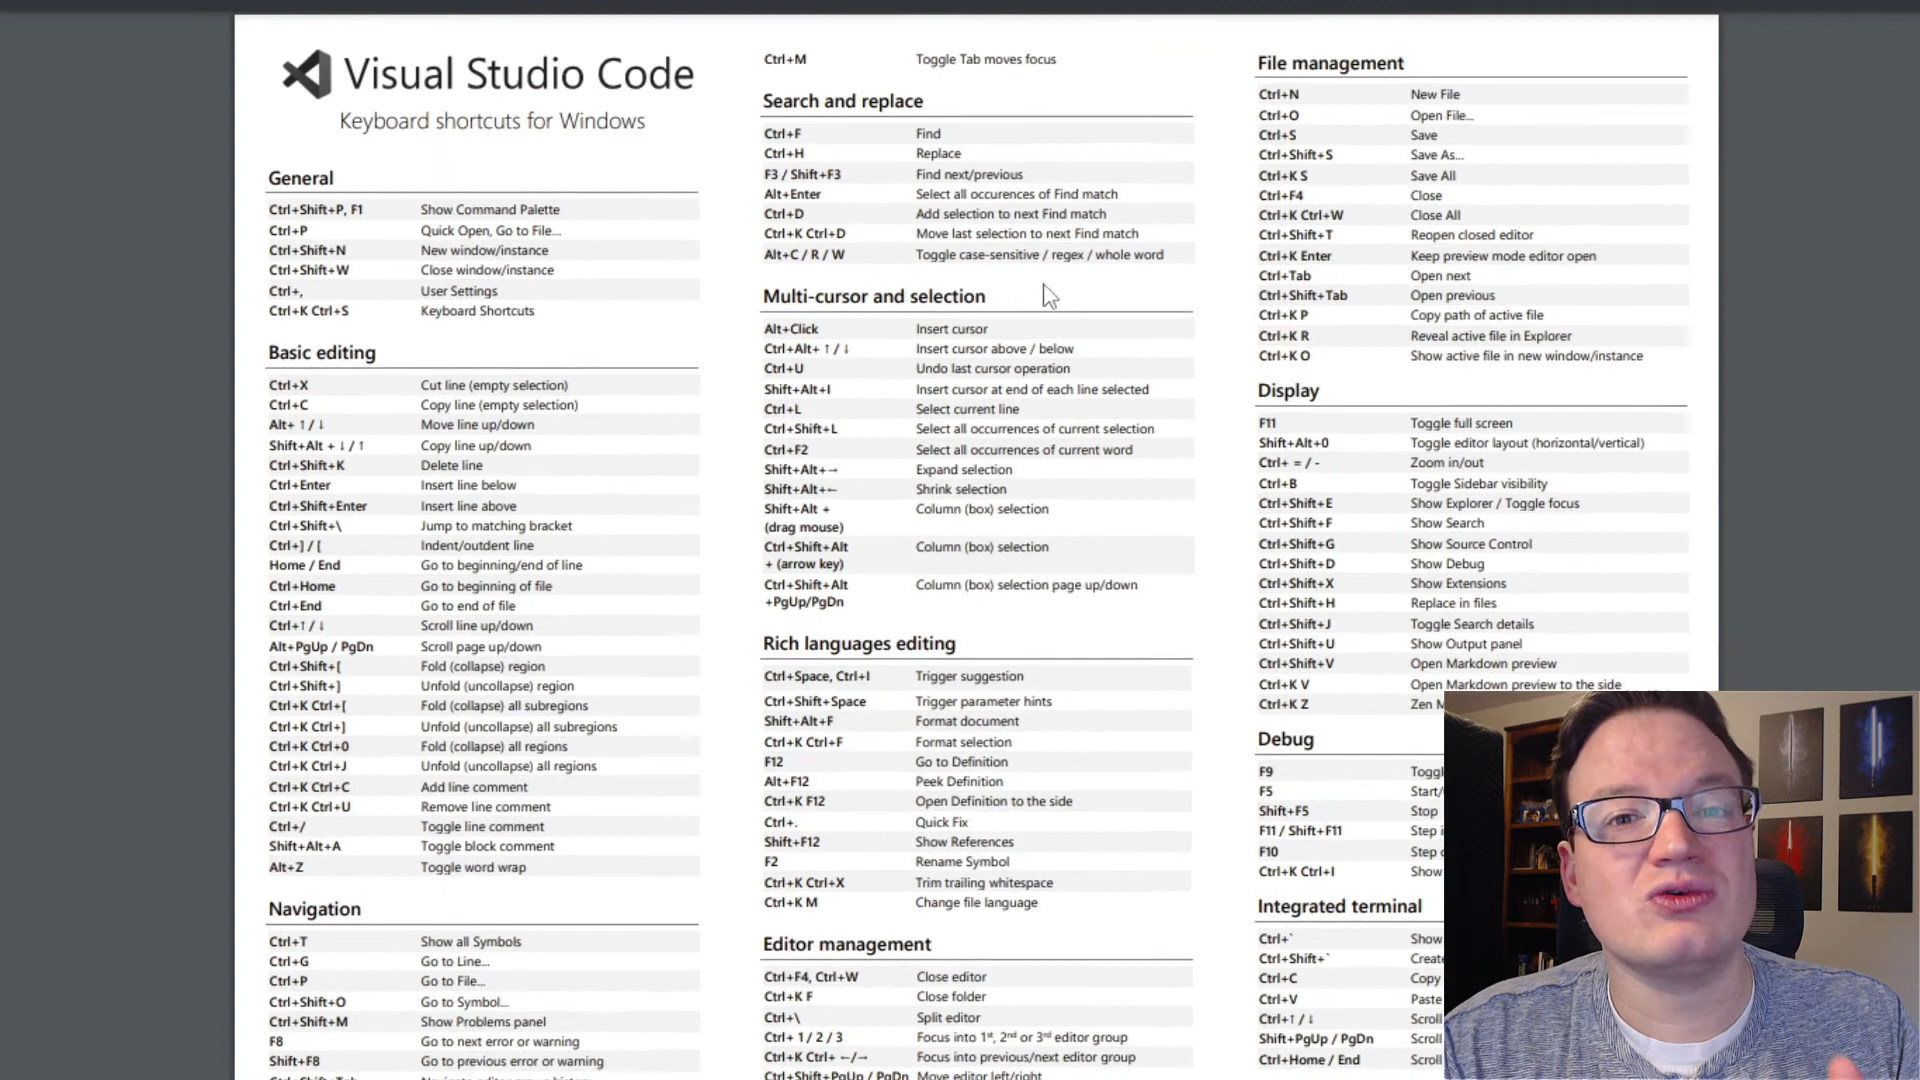 Visual Studio Code
Keyboard shortcuts for Windows
General
Ctrl+Shift+P, F1 Show Command Palette
Ctrl+P Quick Open, Go to File...
Ctrl+Shift+N New window/instance
Ctrl+Shift+W Close window/instance
Ctrl+, User Settings
Ctrl+K Ctrl+S Keyboard Shortcuts
Basic editing
Ctrl+X Cut line (empty selection)
Ctrl+C Copy line (empty selection)
Alt+ ↑ / ↓ Move line up/down
Shift+Alt + ↓ / ↑ Copy line up/down
Ctrl+Shift+K Delete line
Ctrl+Enter Insert line below
Ctrl+Shift+Enter Insert line above
Ctrl+Shift+\ Jump to matching bracket
Ctrl+] / [ Indent/outdent line
Home / End Go to beginning/end of line
Ctrl+Home Go to beginning of file
Ctrl+End Go to end of file
Ctrl+↑ / ↓ Scroll line up/down
Alt+PgUp / PgDn Scroll page up/down
Ctrl+Shift+[ Fold (collapse) region
Ctrl+Shift+] Unfold (uncollapse) region
Ctrl+K Ctrl+[ Fold (collapse) all subregions
Ctrl+K Ctrl+] Unfold (uncollapse) all subregions
Ctrl+K Ctrl+0 Fold (collapse) all regions
Ctrl+K Ctrl+J Unfold (uncollapse) all regions
Ctrl+K Ctrl+C Add line comment
Ctrl+K Ctrl+U Remove line comment
Ctrl+/ Toggle line comment
Shift+Alt+A Toggle block comment
Alt+Z Toggle word wrap
Navigation
Ctrl+T Show all Symbols
Ctrl+G Go to Line...
Ctrl+P Go to File...
Ctrl+Shift+O Go to Symbol...
Ctrl+Shift+M Show Problems panel
F8 Go to next error or warning
Shift+F8 Go to previous error or warning
Ctrl+M Toggle Tab moves focus
Search and replace
Ctrl+F Find
Ctrl+H Replace
F3 / Shift+F3 Find next/previous
Alt+Enter Select all occurences of Find match
Ctrl+D Add selection to next Find match
Ctrl+K Ctrl+D Move last selection to next Find match
Alt+C / R / W Toggle case-sensitive / regex / whole word
Multi-cursor and selection
Alt+Click Insert cursor
Ctrl+Alt+ ↑ / ↓ Insert cursor above / below
Ctrl+U Undo last cursor operation
Shift+Alt+I Insert cursor at end of each line selected
Ctrl+L Select current line
Ctrl+Shift+L Select all occurrences of current selection
Ctrl+F2 Select all occurrences of current word
Shift+Alt+→ Expand selection
Shift+Alt+← Shrink selection
Shift+Alt + Column (box) selection
(drag mouse)
Ctrl+Shift+Alt Column (box) selection
+ (arrow key)
Ctrl+Shift+Alt Column (box) selection page up/down
+PgUp/PgDn
Rich languages editing
Ctrl+Space, Ctrl+I Trigger suggestion
Ctrl+Shift+Space Trigger parameter hints
Shift+Alt+F Format document
Ctrl+K Ctrl+F Format selection
F12 Go to Definition
Alt+F12 Peek Definition
Ctrl+K F12 Open Definition to the side
Ctrl+. Quick Fix
Shift+F12 Show References
F2 Rename Symbol
Ctrl+K Ctrl+X Trim trailing whitespace
Ctrl+K M Change file language
Editor management
Ctrl+F4, Ctrl+W Close editor
Ctrl+K F Close folder
Ctrl+\ Split editor
Ctrl+ 1 / 2 / 3 Focus into 1st, 2nd or 3rd editor group
Ctrl+K Ctrl+ ←/→ Focus into previous/next editor group
Ctrl+Shift+PgUp / PgDn Move editor left/right
File management
Ctrl+N New File
Ctrl+O Open File...
Ctrl+S Save
Ctrl+Shift+S Save As...
Ctrl+K S Save All
Ctrl+F4 Close
Ctrl+K Ctrl+W Close All
Ctrl+Shift+T Reopen closed editor
Ctrl+K Enter Keep preview mode editor open
Ctrl+Tab Open next
Ctrl+Shift+Tab Open previous
Ctrl+K P Copy path of active file
Ctrl+K R Reveal active file in Explorer
Ctrl+K O Show active file in new window/instance
Display
F11 Toggle full screen
Shift+Alt+0 Toggle editor layout (horizontal/vertical)
Ctrl+ = / - Zoom in/out
Ctrl+B Toggle Sidebar visibility
Ctrl+Shift+E Show Explorer / Toggle focus
Ctrl+Shift+F Show Search
Ctrl+Shift+G Show Source Control
Ctrl+Shift+D Show Debug
Ctrl+Shift+X Show Extensions
Ctrl+Shift+H Replace in files
Ctrl+Shift+J Toggle Search details
Ctrl+Shift+U Show Output panel
Ctrl+Shift+V Open Markdown preview
Ctrl+K V Open Markdown preview to the side
Ctrl+K Z Zen
Debug
F9 Toggl
F5 Start/
Shift+F5 Stop
F11 / Shift+F11 Step i
F10 Step
Ctrl+K Ctrl+I Show
Integrated terminal
Ctrl+` Show
Ctrl+Shift+` Create
Ctrl+C Copy
Ctrl+V Paste
Ctrl+↑ / ↓ Scroll
Shift+PgUp / PgDn Scroll
Ctrl+Home / End Scroll